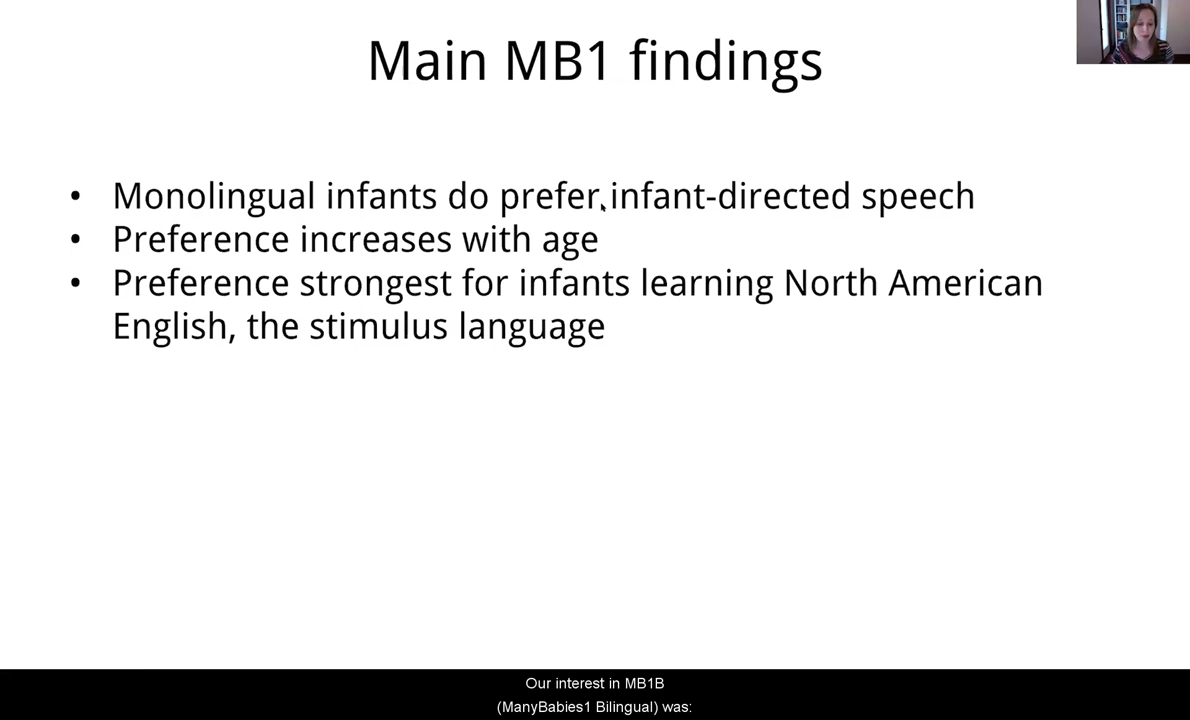 Main MB1 findings
• Monolingual infants do prefer infant-directed speech
• Preference increases with age
• Preference strongest for infants learning North American
English, the stimulus language
Our interest in MB1B
(ManyBabies1 Bilingual) was: